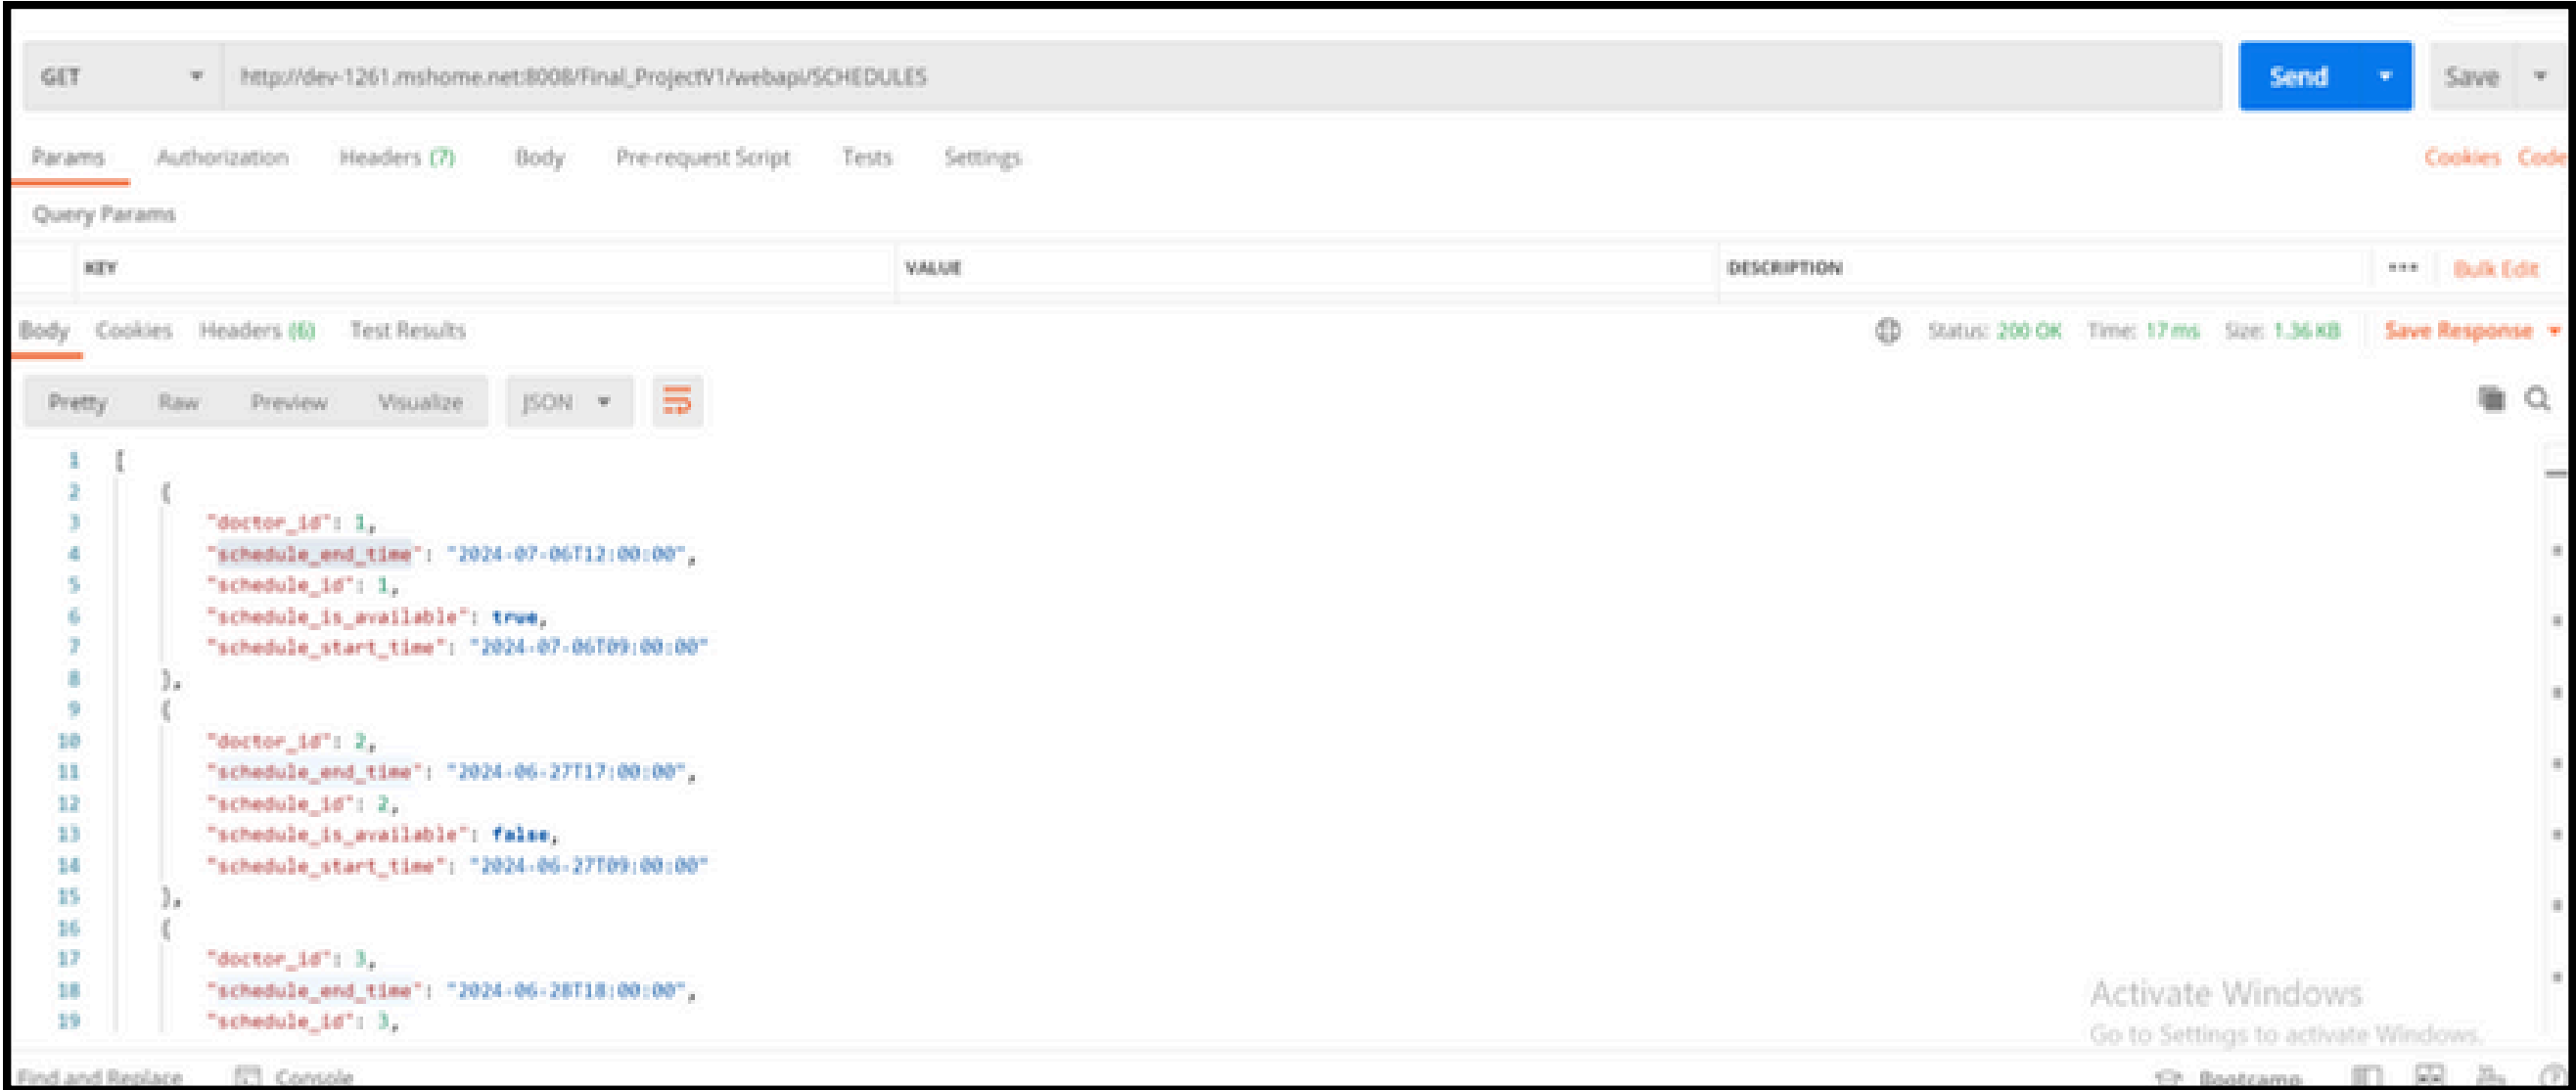 GET http://dev-1261.mshome.net:8008/Final_ProjectV1/webapi/SCHEDULES Send Save
Params Authorization Headers (7) Body Pre-request Script Tests Settings Cookies Code
Query Params
KEY VALUE DESCRIPTION ••• Bulk Edit
Body Cookies Headers (6) Test Results Status: 200 OK Time: 17 ms Size: 1.36 KB Save Response
Pretty Raw Preview Visualize JSON
1 [
2 {
3 "doctor_id": 1,
4 "schedule_end_time": "2024-07-06T12:00:00",
5 "schedule_id": 1,
6 "schedule_is_available": true,
7 "schedule_start_time": "2024-07-06T09:00:00"
8 },
9 {
10 "doctor_id": 2,
11 "schedule_end_time": "2024-06-27T17:00:00",
12 "schedule_id": 2,
13 "schedule_is_available": false,
14 "schedule_start_time": "2024-06-27T09:00:00"
15 },
16 {
17 "doctor_id": 3,
18 "schedule_end_time": "2024-06-28T18:00:00",
19 "schedule_id": 3,
Activate Windows
Go to Settings to activate Windows.
Find and Replace Console Bootcamp